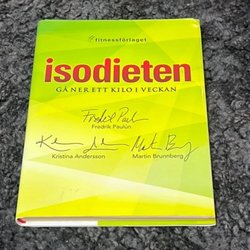 fitnessförlaget
isodieten
GÅ NER ETT KILO I VECKAN
Fredrik Paulún
Kristina Andersson
Martin Brunnberg